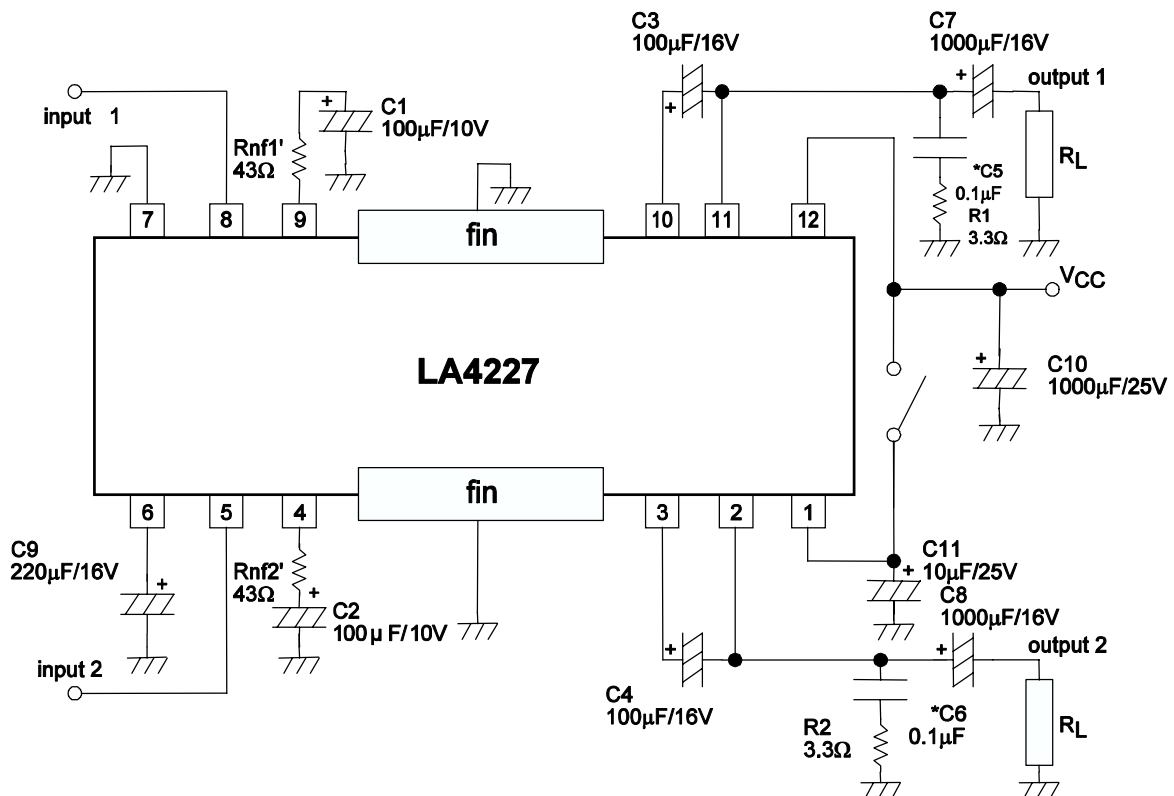 C3
100µF/16V
C7
1000µF/16V
+
output 1
input 1
+
C1
100µF/10V
+
Rnf1'
43Ω
*C5
0.1µF
R1
3.3Ω
RL
7
8
9
fin
10
11
12
VCC
LA4227
+
C10
1000µF/25V
fin
6
5
4
3
2
1
C9
220µF/16V
+
Rnf2'
43Ω
+
C2
100µF/10V
C11
10µF/25V
+
C8
1000µF/16V
input 2
+
+
output 2
C4
100µF/16V
R2
3.3Ω
*C6
0.1µF
RL